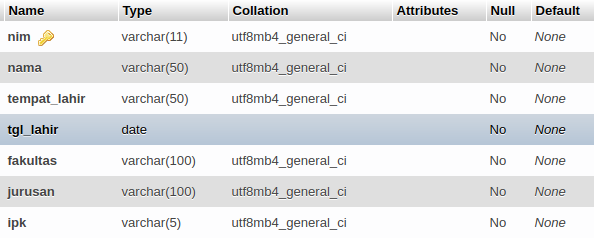 Name Type Collation Attributes Null Default
nim varchar(11) utf8mb4_general_ci No None
nama varchar(50) utf8mb4_general_ci No None
tempat_lahir varchar(50) utf8mb4_general_ci No None
tgl_lahir date No None
fakultas varchar(100) utf8mb4_general_ci No None
jurusan varchar(100) utf8mb4_general_ci No None
ipk varchar(5) utf8mb4_general_ci No None